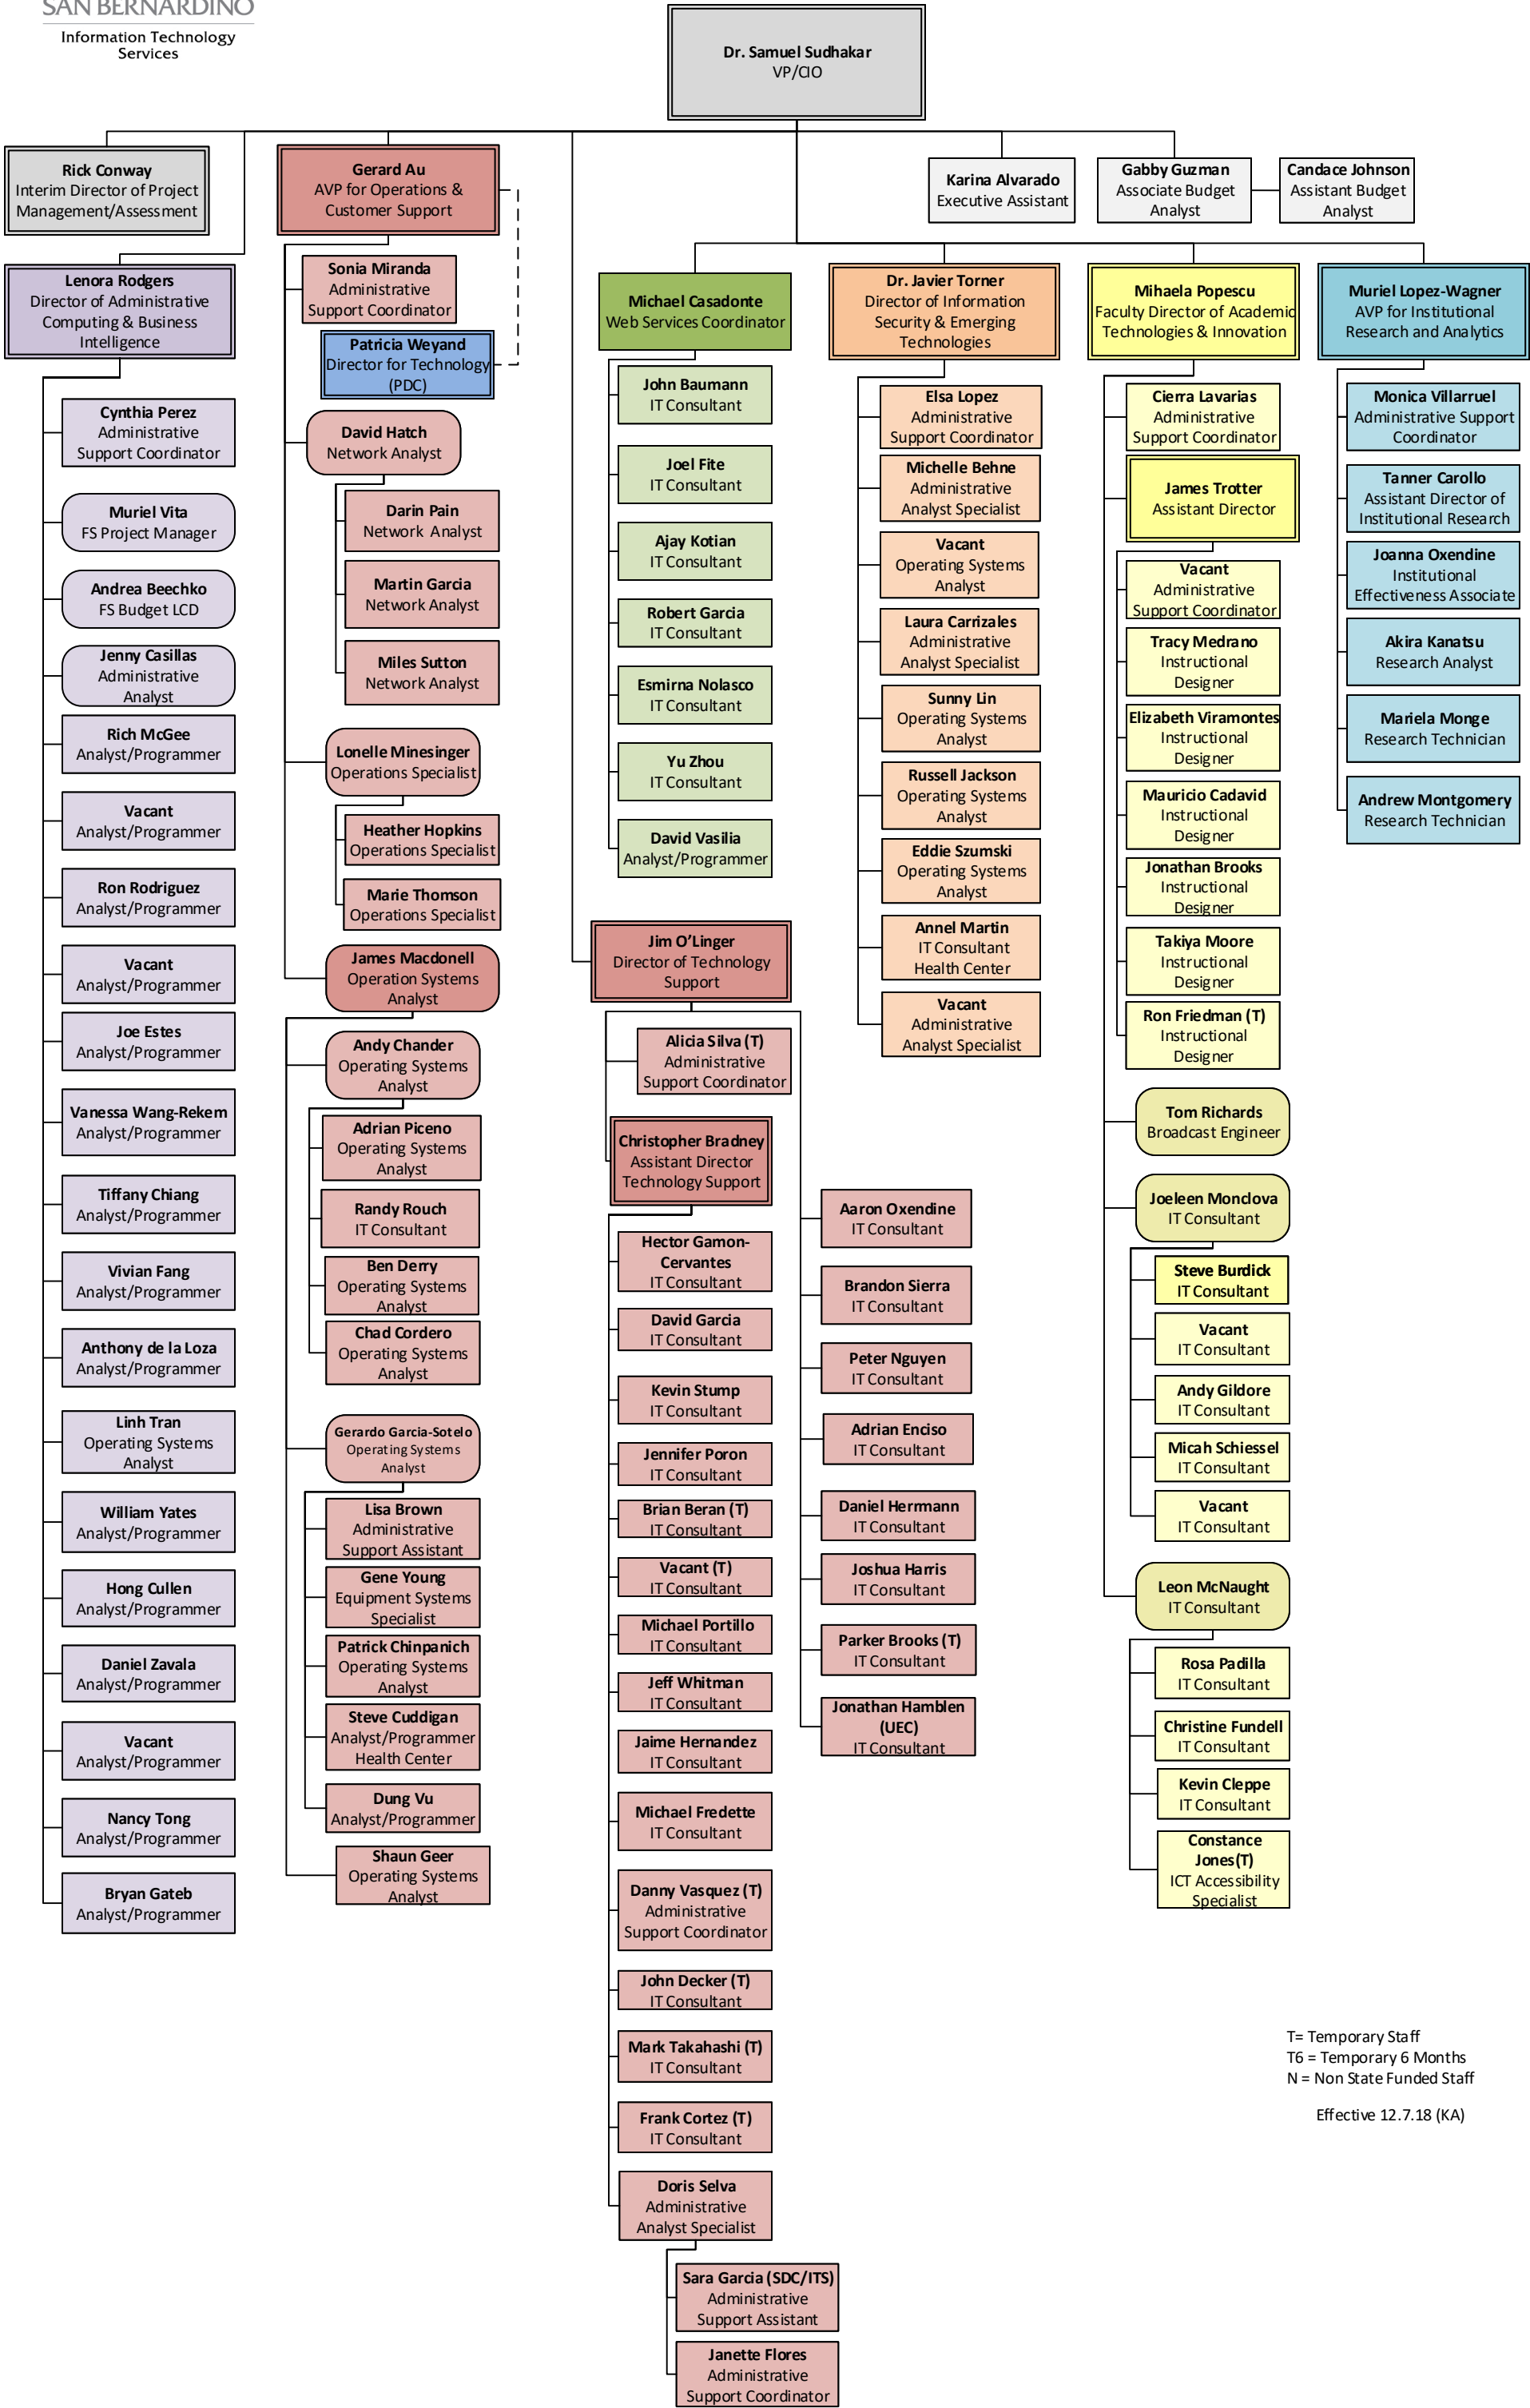 SAN BERNARDINO
Information Technology
Services
Dr. Samuel Sudhakar
VP/CIO
Rick Conway
Interim Director of Project
Management/Assessment
Gerard Au
AVP for Operations &
Customer Support
Karina Alvarado
Executive Assistant
Gabby Guzman
Associate Budget
Analyst
Candace Johnson
Assistant Budget
Analyst
Lenora Rodgers
Director of Administrative
Computing & Business
Intelligence
Cynthia Perez
Administrative
Support Coordinator
Muriel Vita
FS Project Manager
Andrea Beechko
FS Budget LCD
Jenny Casillas
Administrative
Analyst
Rich McGee
Analyst/Programmer
Vacant
Analyst/Programmer
Ron Rodriguez
Analyst/Programmer
Vacant
Analyst/Programmer
Joe Estes
Analyst/Programmer
Vanessa Wang-Rekem
Analyst/Programmer
Tiffany Chiang
Analyst/Programmer
Vivian Fang
Analyst/Programmer
Anthony de la Loza
Analyst/Programmer
Linh Tran
Operating Systems
Analyst
William Yates
Analyst/Programmer
Hong Cullen
Analyst/Programmer
Daniel Zavala
Analyst/Programmer
Vacant
Analyst/Programmer
Nancy Tong
Analyst/Programmer
Bryan Gateb
Analyst/Programmer
Sonia Miranda
Administrative
Support Coordinator
Patricia Weyand
Director for Technology
(PDC)
David Hatch
Network Analyst
Darin Pain
Network Analyst
Martin Garcia
Network Analyst
Miles Sutton
Network Analyst
Lonelle Minesinger
Operations Specialist
Heather Hopkins
Operations Specialist
Marie Thomson
Operations Specialist
James Macdonell
Operation Systems
Analyst
Andy Chander
Operating Systems
Analyst
Adrian Piceno
Operating Systems
Analyst
Randy Rouch
IT Consultant
Ben Derry
Operating Systems
Analyst
Chad Cordero
Operating Systems
Analyst
Gerardo Garcia-Sotelo
Operating Systems
Analyst
Lisa Brown
Administrative
Support Assistant
Gene Young
Equipment Systems
Specialist
Patrick Chinpanich
Operating Systems
Analyst
Steve Cuddigan
Analyst/Programmer
Health Center
Dung Vu
Analyst/Programmer
Shaun Geer
Operating Systems
Analyst
Michael Casadonte
Web Services Coordinator
John Baumann
IT Consultant
Joel Fite
IT Consultant
Ajay Kotian
IT Consultant
Robert Garcia
IT Consultant
Esmirna Nolasco
IT Consultant
Yu Zhou
IT Consultant
David Vasilia
Analyst/Programmer
Jim O'Linger
Director of Technology
Support
Alicia Silva (T)
Administrative
Support Coordinator
Christopher Bradney
Assistant Director
Technology Support
Hector Gamon-
Cervantes
IT Consultant
David Garcia
IT Consultant
Kevin Stump
IT Consultant
Jennifer Poron
IT Consultant
Brian Beran (T)
IT Consultant
Vacant (T)
IT Consultant
Michael Portillo
IT Consultant
Jeff Whitman
IT Consultant
Jaime Hernandez
IT Consultant
Michael Fredette
IT Consultant
Danny Vasquez (T)
Administrative
Support Coordinator
John Decker (T)
IT Consultant
Mark Takahashi (T)
IT Consultant
Frank Cortez (T)
IT Consultant
Doris Selva
Administrative
Analyst Specialist
Sara Garcia (SDC/ITS)
Administrative
Support Assistant
Janette Flores
Administrative
Support Coordinator
Aaron Oxendine
IT Consultant
Brandon Sierra
IT Consultant
Peter Nguyen
IT Consultant
Adrian Enciso
IT Consultant
Daniel Herrmann
IT Consultant
Joshua Harris
IT Consultant
Parker Brooks (T)
IT Consultant
Jonathan Hamblen
(UEC)
IT Consultant
Dr. Javier Torner
Director of Information
Security & Emerging
Technologies
Elsa Lopez
Administrative
Support Coordinator
Michelle Behne
Administrative
Analyst Specialist
Vacant
Operating Systems
Analyst
Laura Carrizales
Administrative
Analyst Specialist
Sunny Lin
Operating Systems
Analyst
Russell Jackson
Operating Systems
Analyst
Eddie Szumski
Operating Systems
Analyst
Annel Martin
IT Consultant
Health Center
Vacant
Administrative
Analyst Specialist
Mihaela Popescu
Faculty Director of Academic
Technologies & Innovation
Cierra Lavarias
Administrative
Support Coordinator
James Trotter
Assistant Director
Vacant
Administrative
Support Coordinator
Tracy Medrano
Instructional
Designer
Elizabeth Viramontes
Instructional
Designer
Mauricio Cadavid
Instructional
Designer
Jonathan Brooks
Instructional
Designer
Takiya Moore
Instructional
Designer
Ron Friedman (T)
Instructional
Designer
Tom Richards
Broadcast Engineer
Joeleen Monclova
IT Consultant
Steve Burdick
IT Consultant
Vacant
IT Consultant
Andy Gildore
IT Consultant
Micah Schiessel
IT Consultant
Vacant
IT Consultant
Leon McNaught
IT Consultant
Rosa Padilla
IT Consultant
Christine Fundell
IT Consultant
Kevin Cleppe
IT Consultant
Constance
Jones(T)
ICT Accessibility
Specialist
Muriel Lopez-Wagner
AVP for Institutional
Research and Analytics
Monica Villarruel
Administrative Support
Coordinator
Tanner Carollo
Assistant Director of
Institutional Research
Joanna Oxendine
Institutional
Effectiveness Associate
Akira Kanatsu
Research Analyst
Mariela Monge
Research Technician
Andrew Montgomery
Research Technician
T= Temporary Staff
T6 = Temporary 6 Months
N = Non State Funded Staff
Effective 12.7.18 (KA)